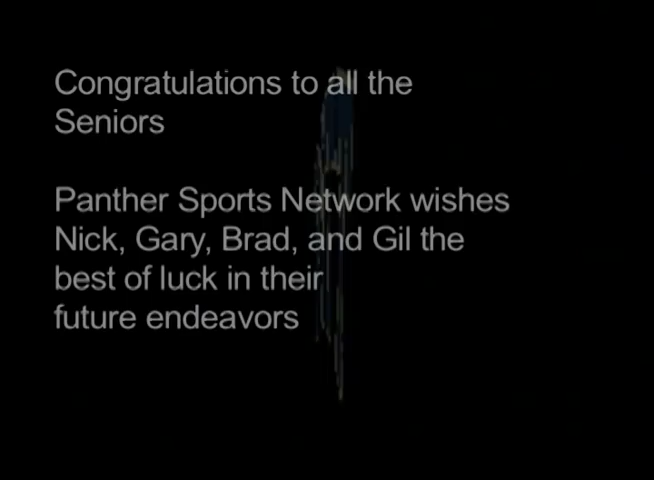 Congratulations to all the
Seniors
Panther Sports Network wishes
Nick, Gary, Brad, and Gil the
best of luck in their
future endeavors